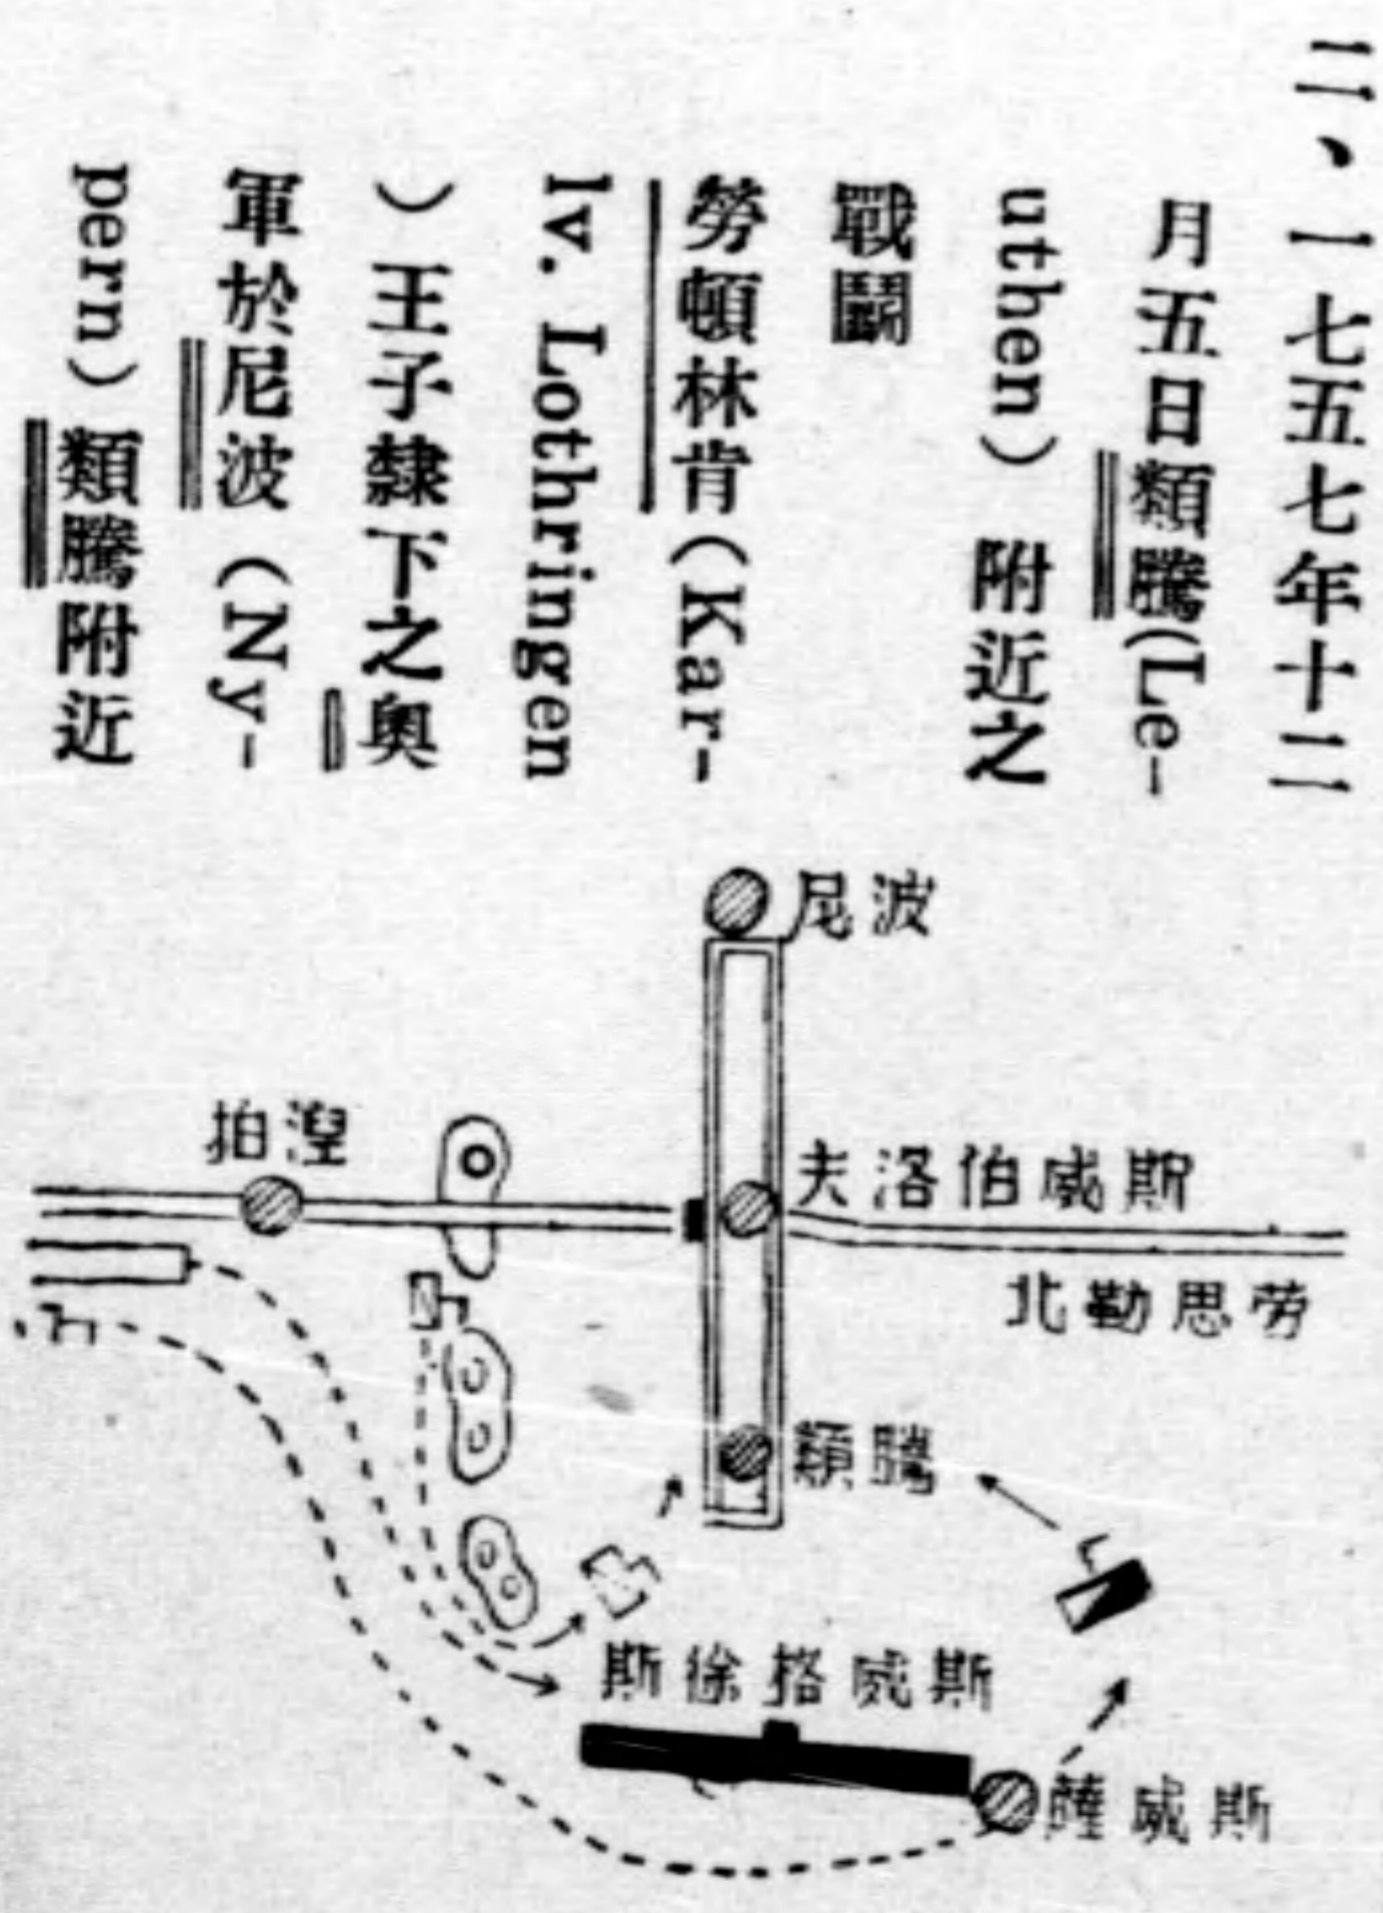 二、一七五七年十二
月五日類騰(Le-
uthen)附近之
戰鬭
勞頓林肯(Kar-
lv. Lothringen
)王子隸下之奧
軍於尼波(Ny-
pern)類騰附近
尼波
拍湼
夫洛伯威斯
北勒思勞
類騰
斯徐格威斯
薩威斯